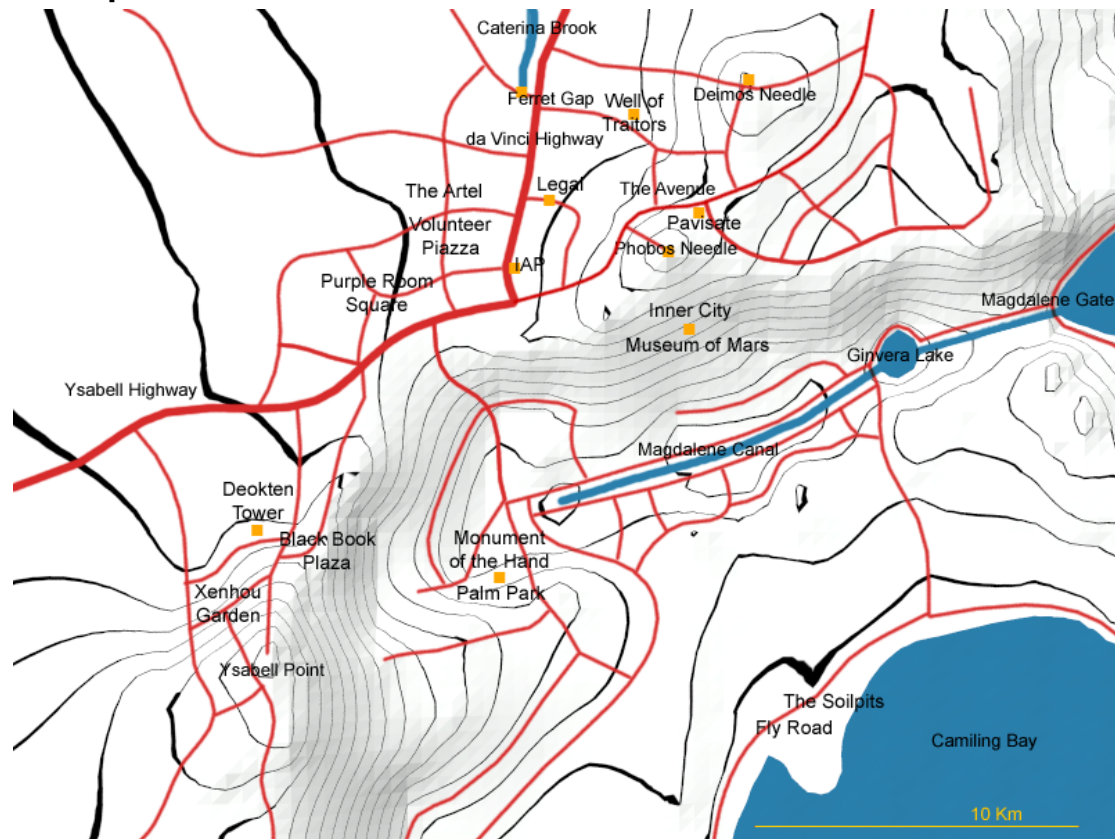 Caterina Brook
Ferret Gap
Well of
Traitors
Deimos Needle
da Vinci Highway
The Artel
Legal
The Avenue
Volunteer
Piazza
Pavisate
Phobos Needle
IAP
Purple Room
Square
Inner City
Museum of Mars
Magdalene Gate
Ginvera Lake
Ysabell Highway
Magdalene Canal
Deokten
Tower
Black Book
Plaza
Monument
of the Hand
Palm Park
Xenhou
Garden
Ysabell Point
The Soilpits
Fly Road
Camiling Bay
10 Km